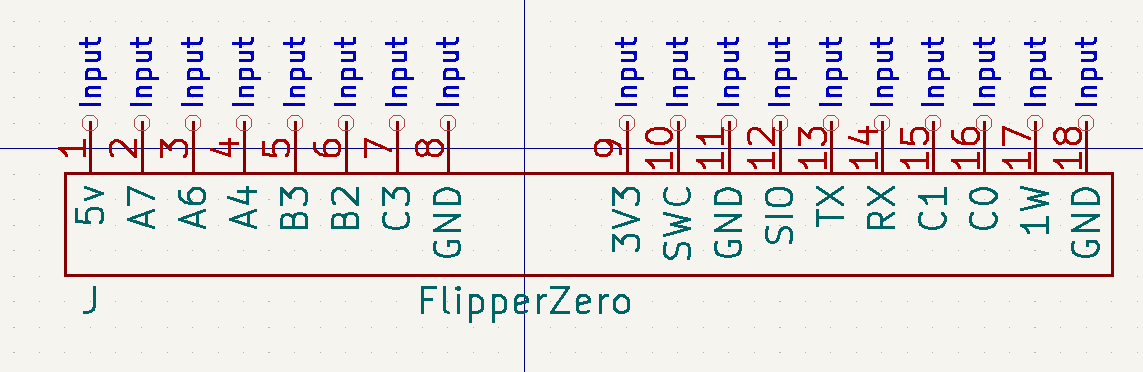 Input Input Input Input Input Input Input Input Input Input Input Input Input Input Input Input Input Input
1 2 3 4 5 6 7 8 9 10 11 12 13 14 15 16 17 18
5v A7 A6 A4 B3 B2 C3 GND 3V3 SWC GND SIO TX RX C1 C0 1W GND
J FlipperZero